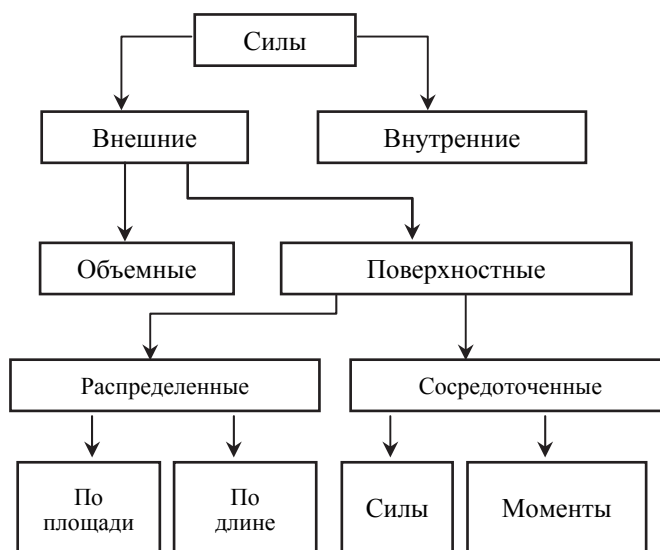 Силы
Внешние
Внутренние
Объемные
Поверхностные
Распределенные
Сосредоточенные
По
площади
По
длине
Силы
Моменты